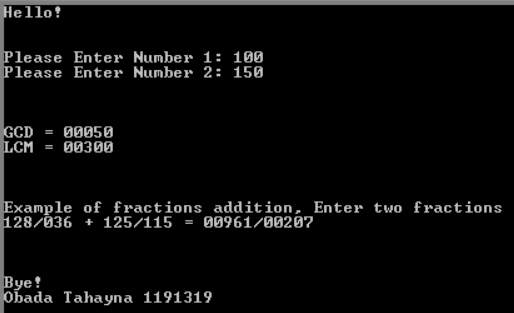 Hello!
Please Enter Number 1: 100
Please Enter Number 2: 150
GCD = 00050
LCM = 00300
Example of fractions addition, Enter two fractions
128/036 + 125/115 = 00961/00207
Bye!
Obada Tahayna 1191319